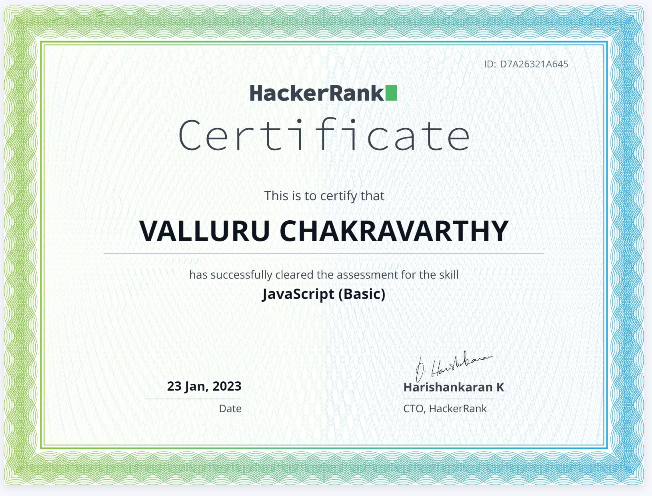 ID: D7A26321A645
HackerRank
Certificate
This is to certify that
VALLURU CHAKRAVARTHY
has successfully cleared the assessment for the skill
JavaScript (Basic)
23 Jan, 2023
Date
Harishankaran K
CTO, HackerRank